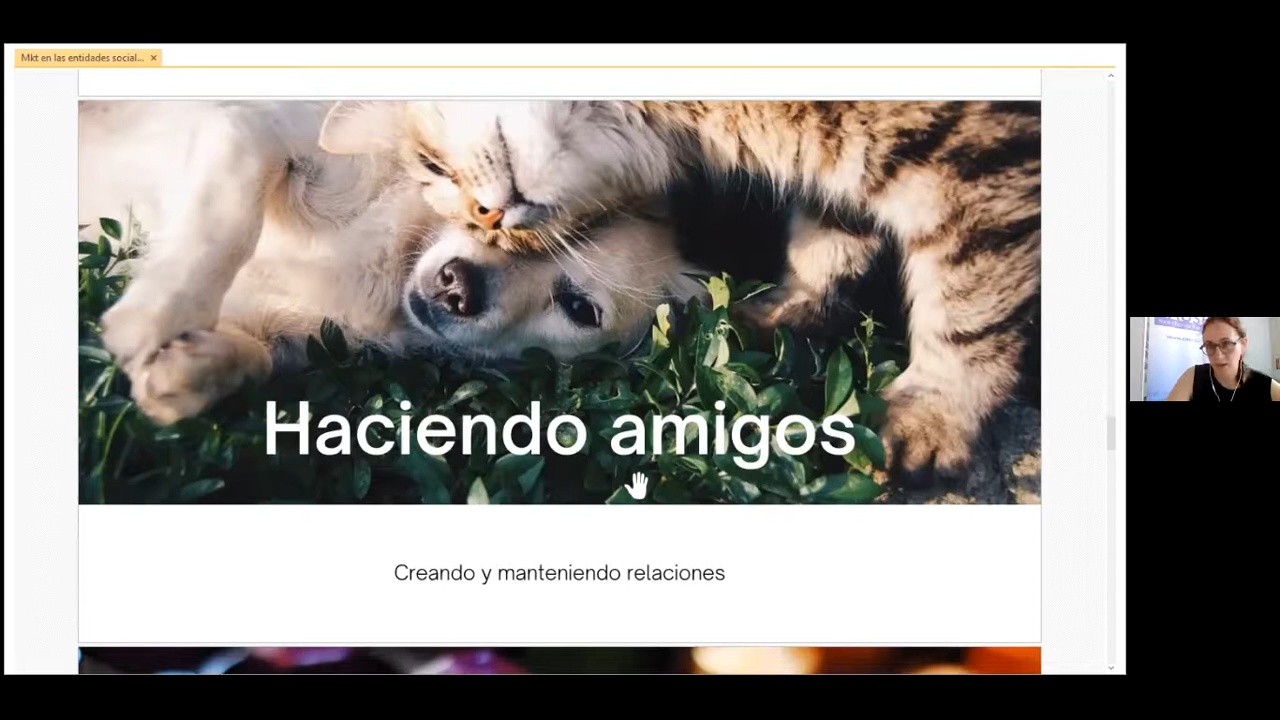 Mkt en las entidades social...
Haciendo amigos
Creando y manteniendo relaciones